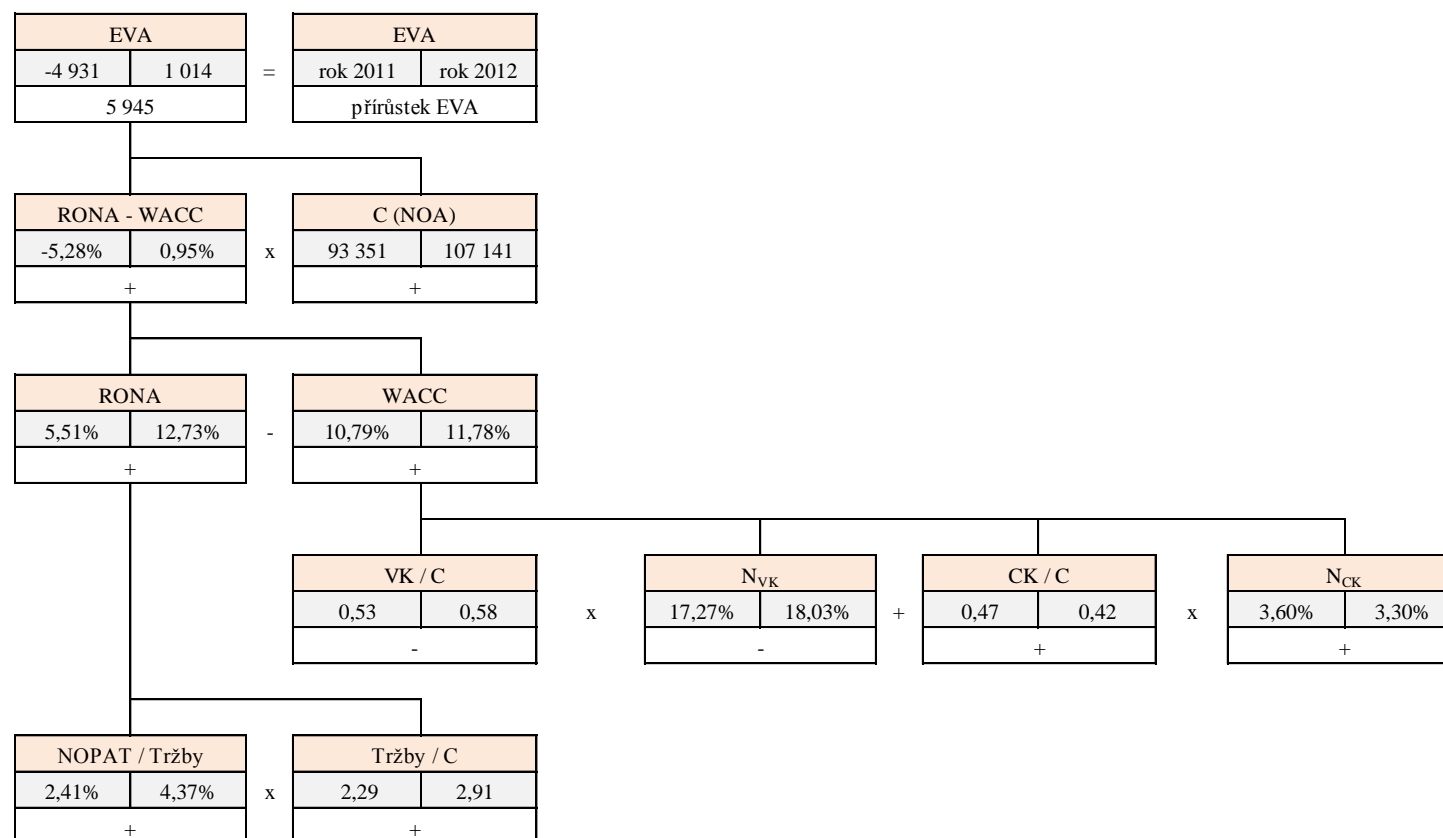 EVA EVA
-4 931 1 014 = rok 2011 rok 2012
5 945 přírůstek EVA
RONA - WACC C (NOA)
-5,28% 0,95% x 93 351 107 141
+ +
RONA WACC
5,51% 12,73% - 10,79% 11,78%
+ +
VK / C N_VK CK / C N_CK
0,53 0,58 x 17,27% 18,03% + 0,47 0,42 x 3,60% 3,30%
- - + +
NOPAT / Tržby Tržby / C
2,41% 4,37% x 2,29 2,91
+ +